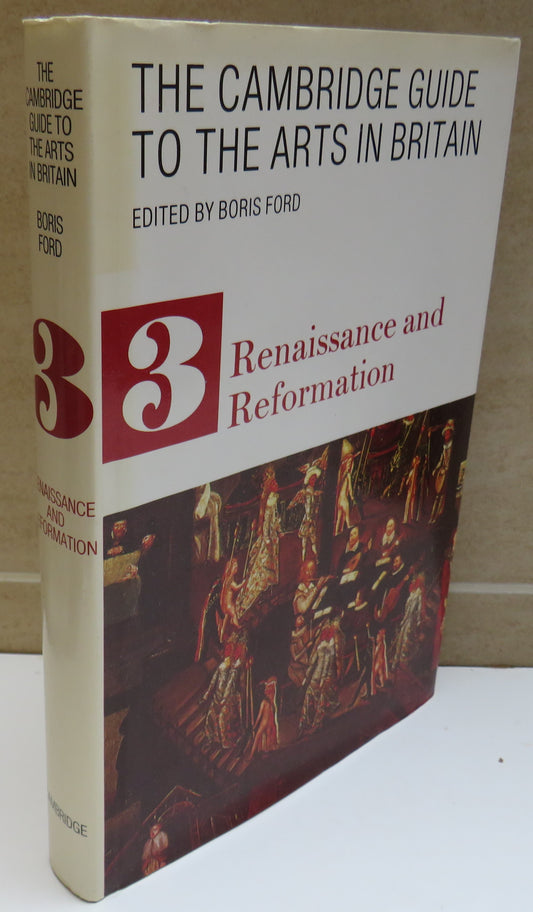 THE
CAMBRIDGE
GUIDE TO
THE ARTS
IN BRITAIN
BORIS
FORD
3
RENAISSANCE
AND
REFORMATION
CAMBRIDGE
THE CAMBRIDGE GUIDE
TO THE ARTS IN BRITAIN
EDITED BY BORIS FORD
3
Renaissance and
Reformation